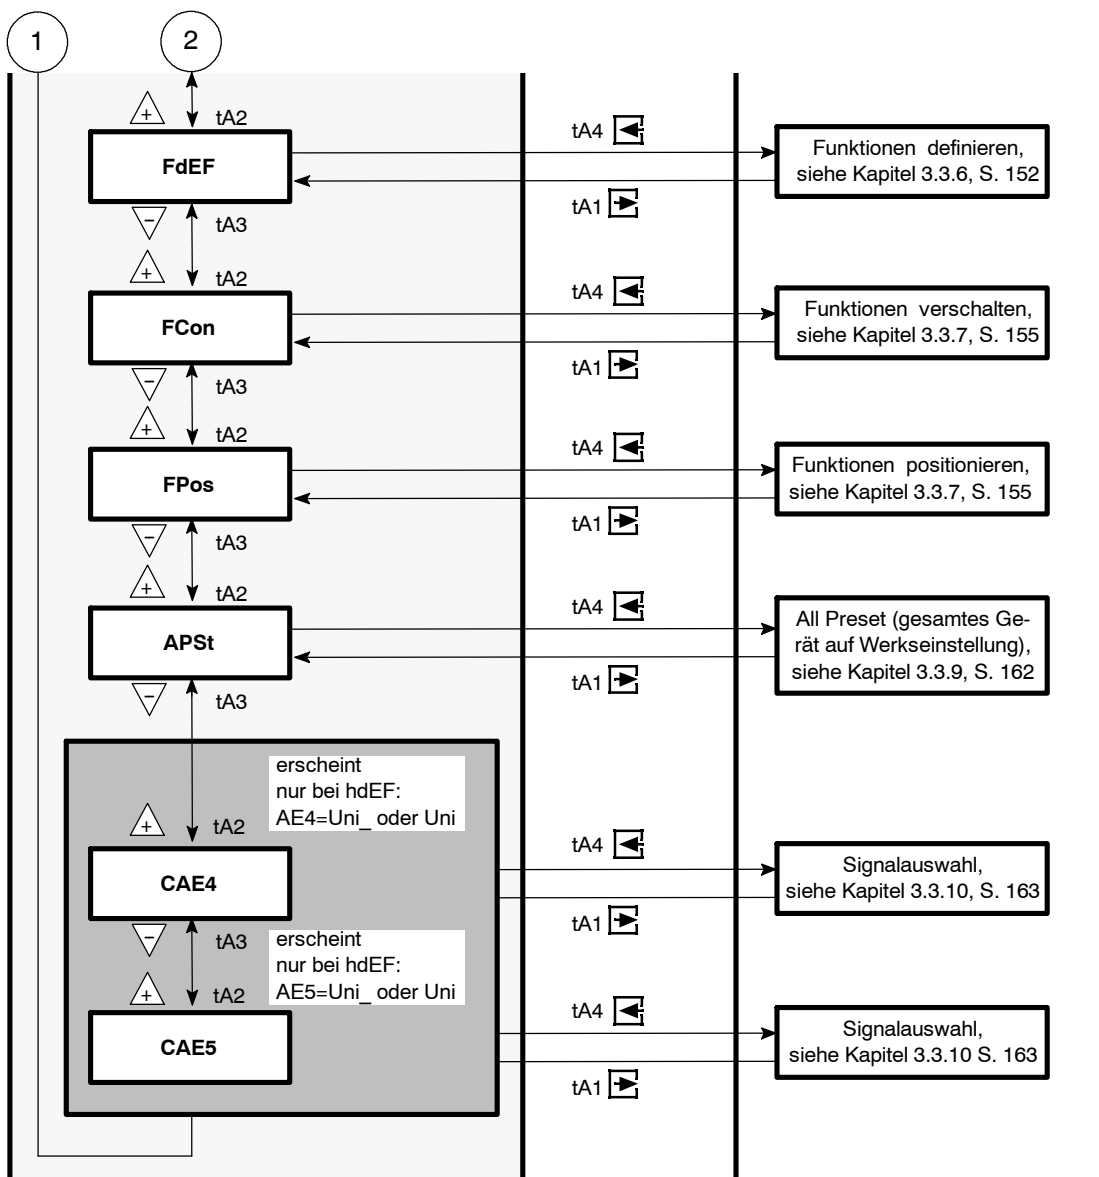 1
2
+
tA2
FdEF
tA4
tA1
Funktionen definieren,
siehe Kapitel 3.3.6, S. 152
−
tA3
+
tA2
FCon
tA4
tA1
Funktionen verschalten,
siehe Kapitel 3.3.7, S. 155
−
tA3
+
tA2
FPos
tA4
tA1
Funktionen positionieren,
siehe Kapitel 3.3.7, S. 155
−
tA3
+
tA2
APSt
tA4
tA1
All Preset (gesamtes Ge-
rät auf Werkseinstellung),
siehe Kapitel 3.3.9, S. 162
−
tA3
erscheint
nur bei hdEF:
AE4=Uni_ oder Uni
+
tA2
CAE4
tA4
tA1
Signalauswahl,
siehe Kapitel 3.3.10, S. 163
−
tA3
erscheint
nur bei hdEF:
AE5=Uni_ oder Uni
+
tA2
CAE5
tA4
tA1
Signalauswahl,
siehe Kapitel 3.3.10 S. 163